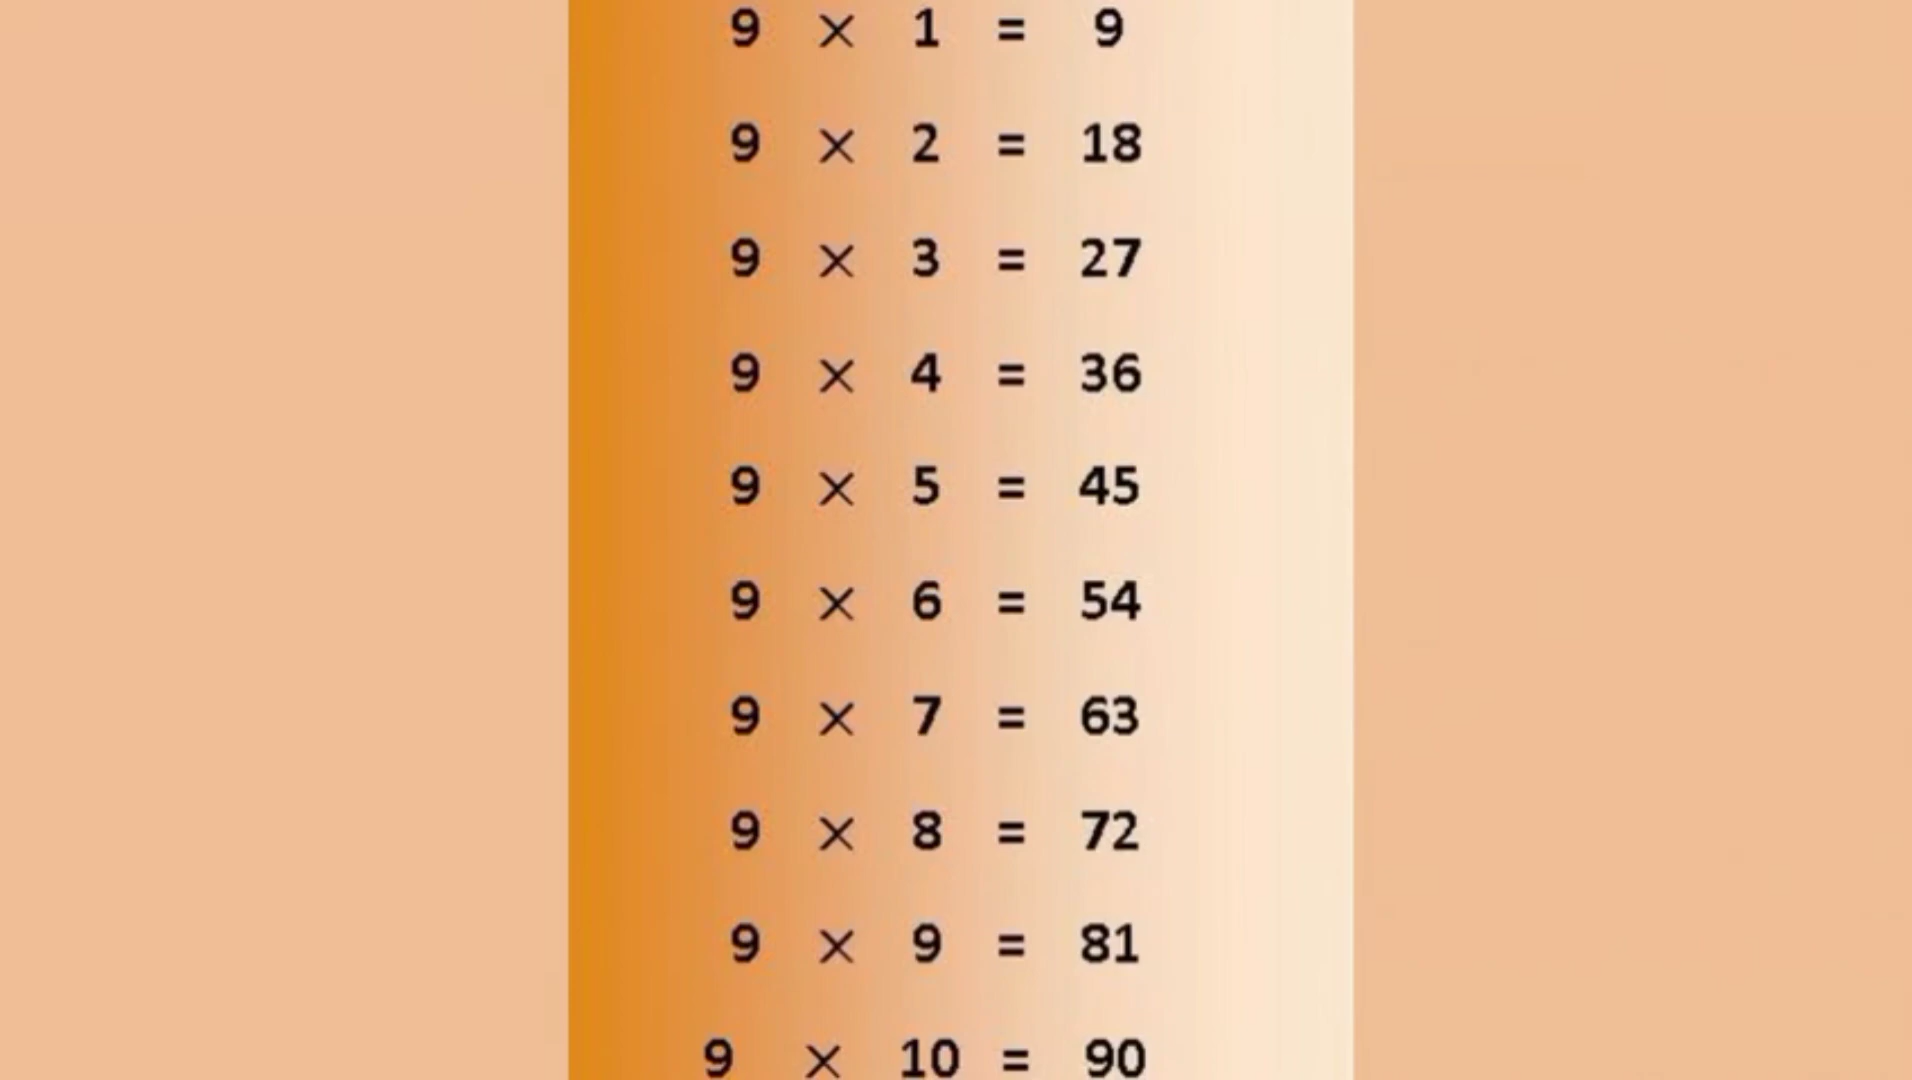 9 × 1 = 9
9 × 2 = 18
9 × 3 = 27
9 × 4 = 36
9 × 5 = 45
9 × 6 = 54
9 × 7 = 63
9 × 8 = 72
9 × 9 = 81
9 × 10 = 90